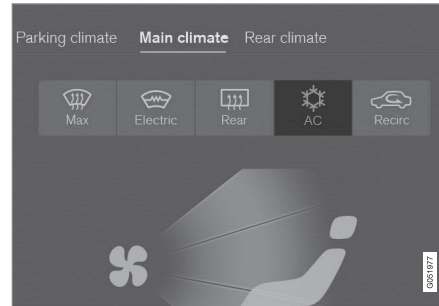 Parking climate Main climate Rear climate
Max Electric Rear AC Recirc
G051977